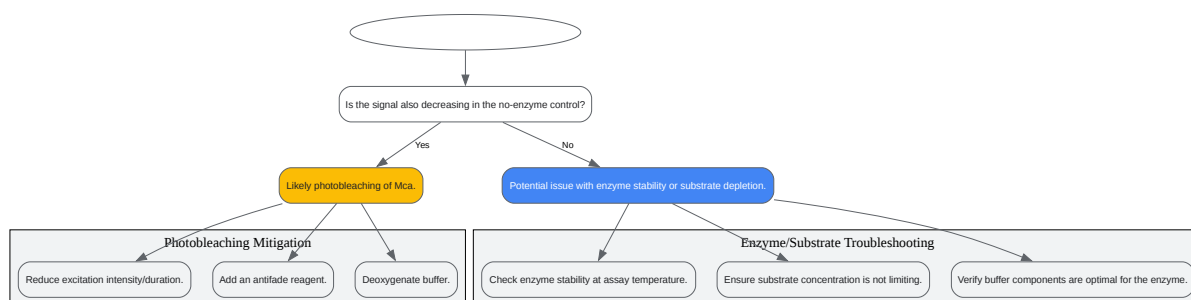 Is the signal also decreasing in the no-enzyme control?
Yes
No
Likely photobleaching of Mca.
Potential issue with enzyme stability or substrate depletion.
Photobleaching Mitigation
Enzyme/Substrate Troubleshooting
Reduce excitation intensity/duration.
Add an antifade reagent.
Deoxygenate buffer.
Check enzyme stability at assay temperature.
Ensure substrate concentration is not limiting.
Verify buffer components are optimal for the enzyme.